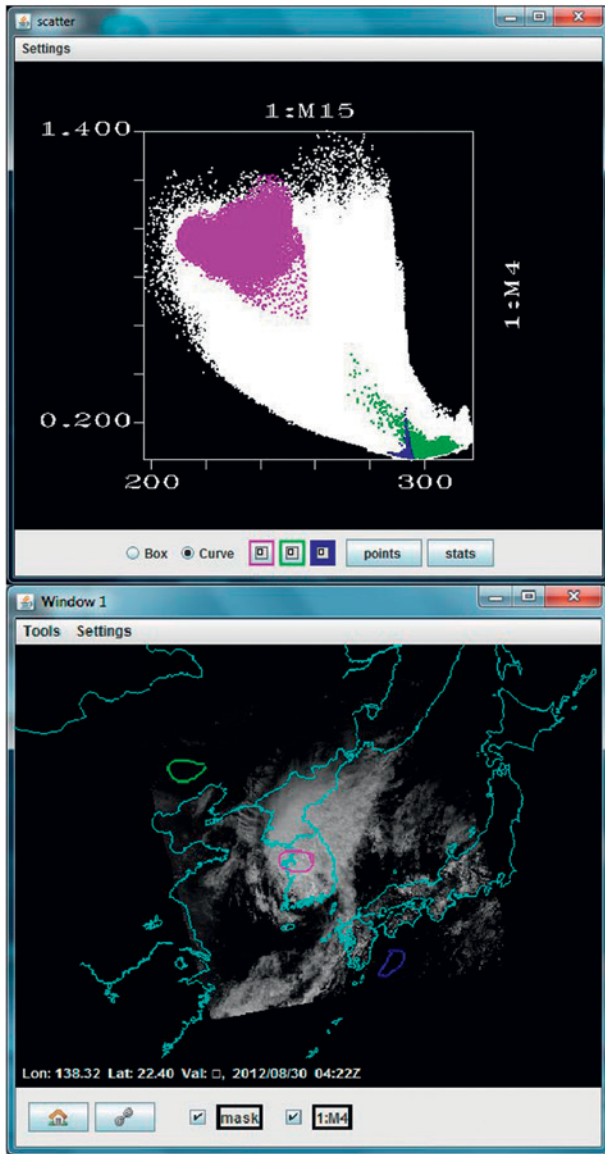 scatter
Settings
1:M15
1.400
1:M4
0.200
200
300
Box
Curve
points
stats
Window 1
Tools Settings
Lon: 138.32 Lat: 22.40 Val: □, 2012/08/30 04:22Z
mask
1:M4